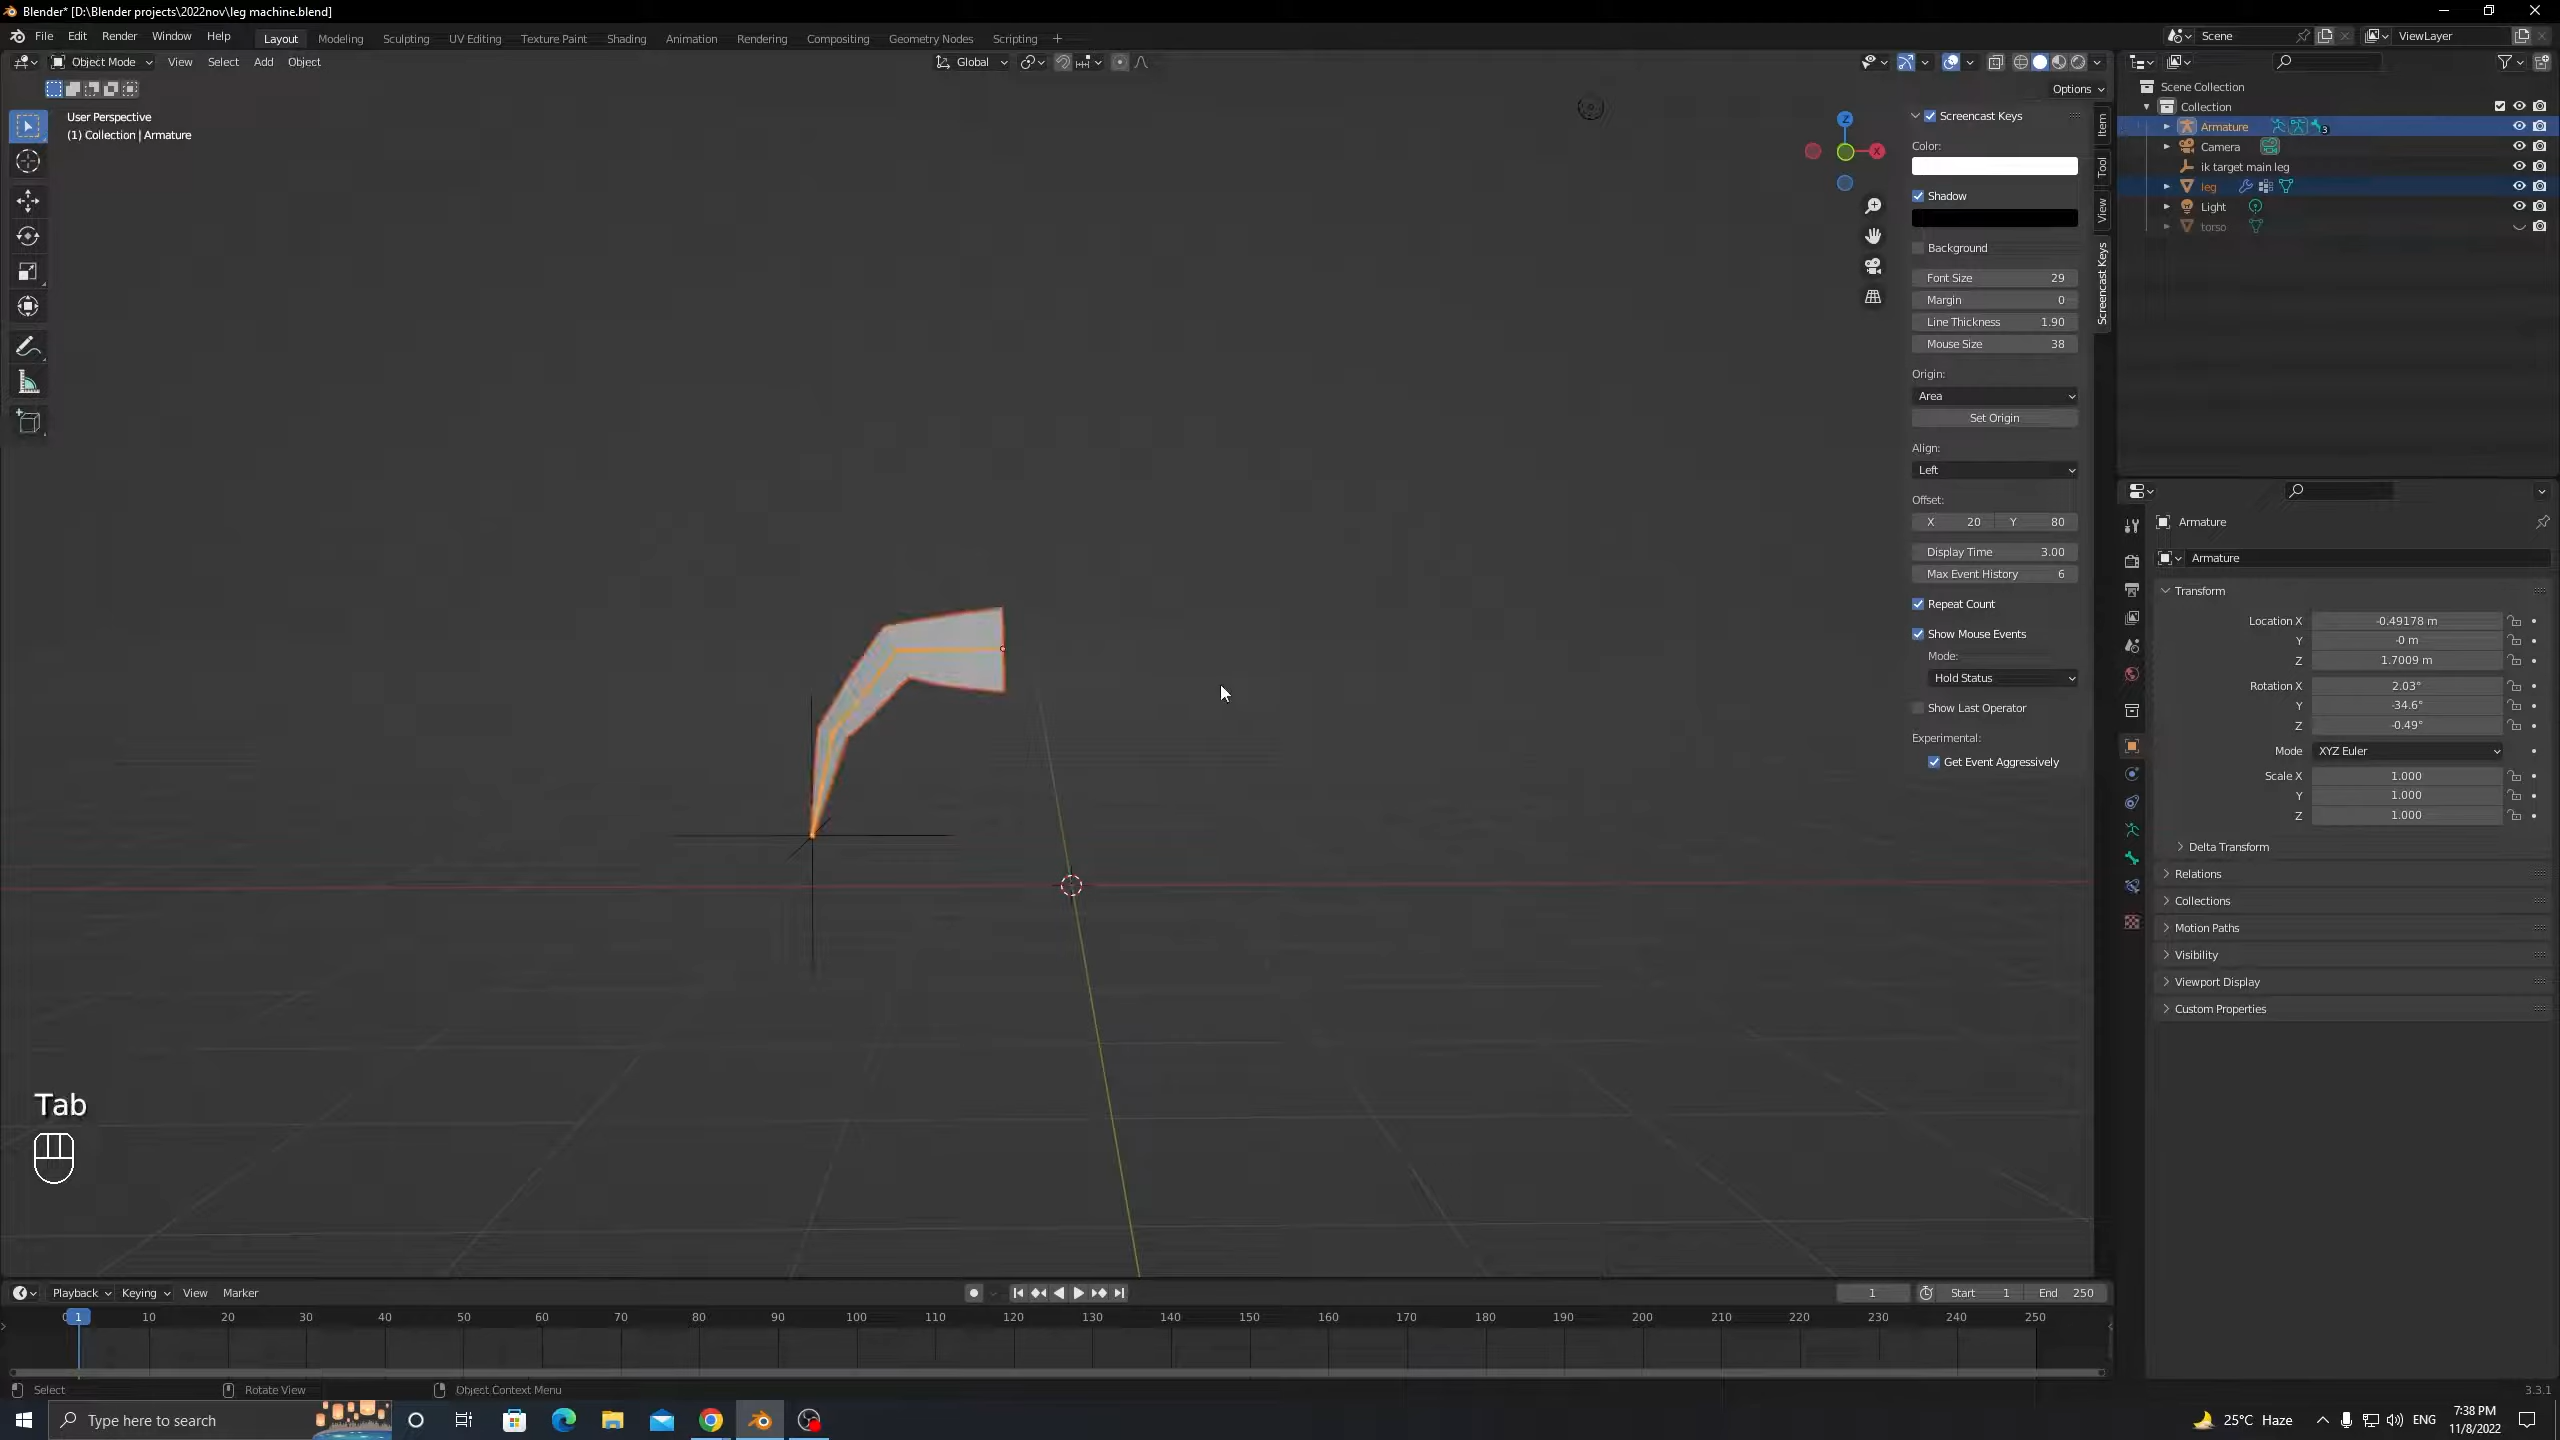 Blender* [D:\Blender projects\2022nov\leg machine.blend]
File Edit Render Window Help
Layout Modeling Sculpting UV Editing Texture Paint Shading Animation Rendering Compositing Geometry Nodes Scripting
Scene ViewLayer
Object Mode View Select Add Object Global
Options
User Perspective
(1) Collection | Armature
Z
X
Screencast Keys
Color:
Shadow
Background
Font Size 29
Margin 0
Line Thickness 1.90
Mouse Size 38
Origin:
Area
Set Origin
Align:
Left
Offset:
X 20 Y 80
Display Time 3.00
Max Event History 6
Repeat Count
Show Mouse Events
Mode:
Hold Status
Show Last Operator
Experimental:
Get Event Aggressively
Item
Tool
View
Screencast Keys
Scene Collection
Collection
Armature 3
Camera
ik target main leg
leg
Light
torso
Armature
Armature
Transform
Location X -0.49178 m
Y -0 m
Z 1.7009 m
Rotation X 2.03°
Y -34.6°
Z -0.49°
Mode XYZ Euler
Scale X 1.000
Y 1.000
Z 1.000
Delta Transform
Relations
Collections
Motion Paths
Visibility
Viewport Display
Custom Properties
Tab
Playback Keying View Marker
1 Start 1 End 250
0 1 10 20 30 40 50 60 70 80 90 100 110 120 130 140 150 160 170 180 190 200 210 220 230 240 250
Select Rotate View Object Context Menu 3.3.1
Type here to search
25°C Haze ENG
7:38 PM
11/8/2022